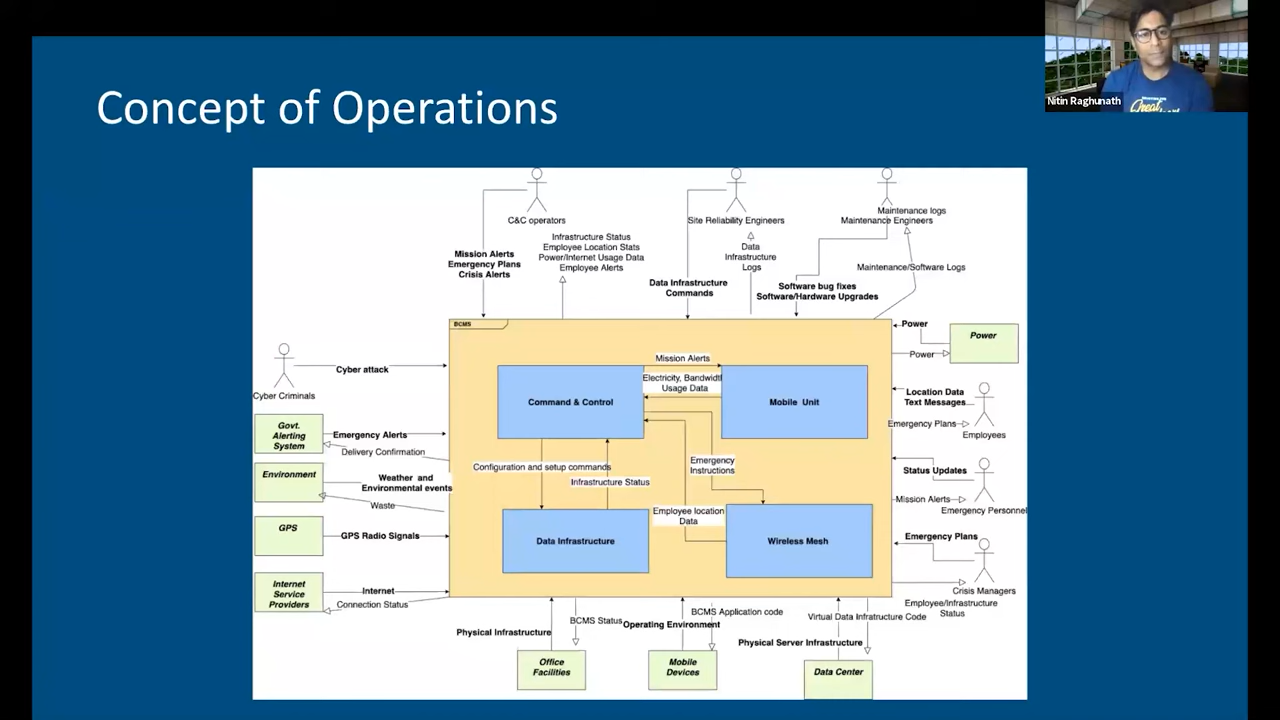 Nitin Raghunath
Concept of Operations
C&C operators
Site Reliability Engineers
Maintenance logs
Maintenance Engineers
Mission Alerts
Emergency Plans
Crisis Alerts
Infrastructure Status
Employee Location Stats
Power/Internet Usage Data
Employee Alerts
Data Infrastructure
Commands
Data
Infrastructure
Logs
Software bug fixes
Software/Hardware Upgrades
Maintenance/Software Logs
BCMS
Power
Power
Power
Cyber attack
Cyber Criminals
Mission Alerts
Electricity, Bandwidth
Usage Data
Command & Control
Mobile Unit
Location Data
Text Messages
Emergency Plans
Employees
Govt.
Alerting
System
Emergency Alerts
Delivery Confirmation
Environment
Weather and
Environmental events
Waste
Configuration and setup commands
Infrastructure Status
Emergency
Instructions
Status Updates
Mission Alerts
Emergency Personnel
GPS
GPS Radio Signals
Employee location
Data
Data Infrastructure
Wireless Mesh
Emergency Plans
Crisis Managers
Employee/Infrastructure
Status
Internet
Service
Providers
Internet
Connection Status
Physical Infrastructure
BCMS Status
Operating Environment
BCMS Application code
Virtual Data Infratructure Code
Physical Server Infrastructure
Office
Facilities
Mobile
Devices
Data Center